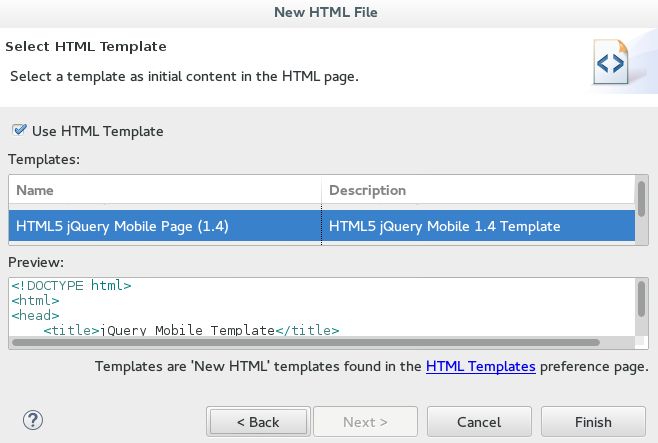 New HTML File
Select HTML Template
Select a template as initial content in the HTML page.
<>
Use HTML Template
Templates:
Name Description
HTML5 jQuery Mobile Page (1.4) HTML5 jQuery Mobile 1.4 Template
Preview:
<!DOCTYPE html>
<html>
<head>
<title>jQuery Mobile Template</title>
Templates are 'New HTML' templates found in the HTML Templates preference page.
? < Back Next > Cancel Finish